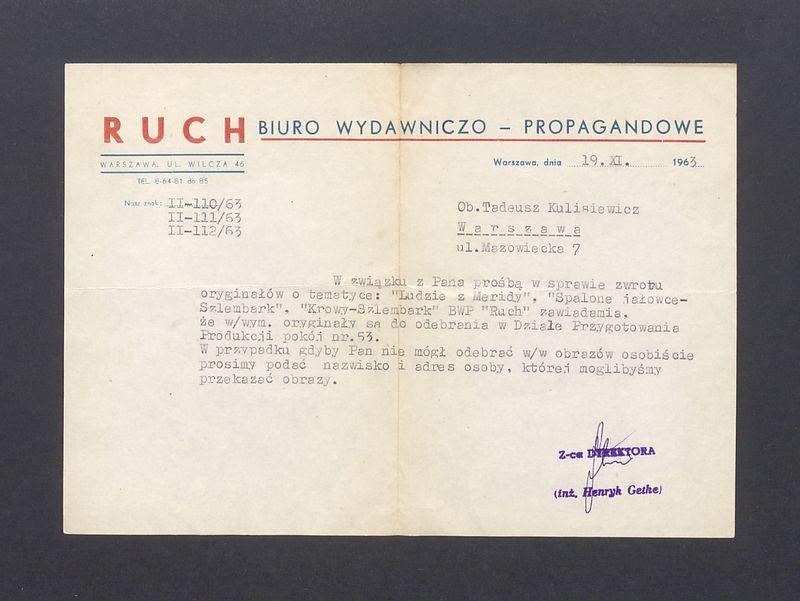 RUCH BIURO WYDAWNICZO – PROPAGANDOWE
WARSZAWA, UL. WILCZA 46
TEL. 8-64-81 do 85
Warszawa, dnia 19.XI. 1963
Nasz znak: II-110/63
II-111/63
II-112/63
Ob.Tadeusz Kulisiewicz
Warszawa
ul.Mazowiecka 7
W związku z Pana prośbą w sprawie zwrotu
oryginałów o tematyce: "Ludzie z Meridy", "Spalone jałowce-
Szlembark", "Krowy-Szlembark" BWP "Ruch" zawiadamia,
że w/wym. oryginały są do odebrania w Dziale Przygotowania
Produkcji pokój nr.53.
W przypadku gdyby Pan nie mógł odebrać w/w obrazów osobiście
prosimy podać nazwisko i adres osoby, której moglibyśmy
przekazać obrazy.
Z-ca DYREKTORA
(inż. Henryk Gethe)